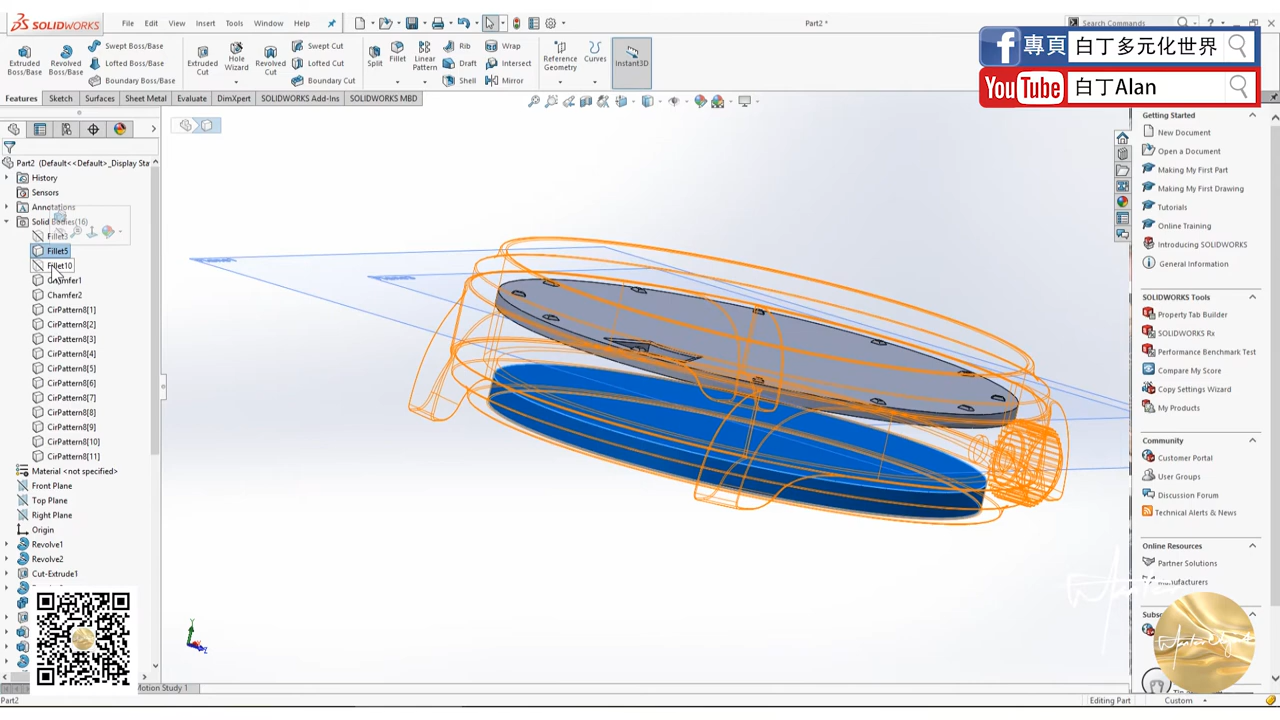 SOLIDWORKS
File Edit View Insert Tools Window Help
Part2 *
Search Commands
專頁 白丁多元化世界
YouTube 白丁Alan
Extruded Boss/Base
Revolved Boss/Base
Swept Boss/Base
Lofted Boss/Base
Boundary Boss/Base
Extruded Cut
Hole Wizard
Revolved Cut
Swept Cut
Lofted Cut
Boundary Cut
Split
Fillet
Linear Pattern
Rib
Draft
Shell
Wrap
Intersect
Mirror
Reference Geometry
Curves
Instant3D
Features Sketch Surfaces Sheet Metal Evaluate DimXpert SOLIDWORKS Add-Ins SOLIDWORKS MBD
Part2 (Default<<Default>_Display Sta
History
Sensors
Annotations
Solid Bodies(16)
Fillet3
Fillet5
Fillet10
Chamfer1
Chamfer2
CirPattern8[1]
CirPattern8[2]
CirPattern8[3]
CirPattern8[4]
CirPattern8[5]
CirPattern8[6]
CirPattern8[7]
CirPattern8[8]
CirPattern8[9]
CirPattern8[10]
CirPattern8[11]
Material <not specified>
Front Plane
Top Plane
Right Plane
Origin
Revolve1
Revolve2
Cut-Extrude1
Motion Study 1
Getting Started
New Document
Open a Document
Making My First Part
Making My First Drawing
Tutorials
Online Training
Introducing SOLIDWORKS
General Information
SOLIDWORKS Tools
Property Tab Builder
SOLIDWORKS Rx
Performance Benchmark Test
Compare My Score
Copy Settings Wizard
My Products
Community
Customer Portal
User Groups
Discussion Forum
Technical Alerts & News
Online Resources
Partner Solutions
Manufacturers
Part2
Editing Part
Custom